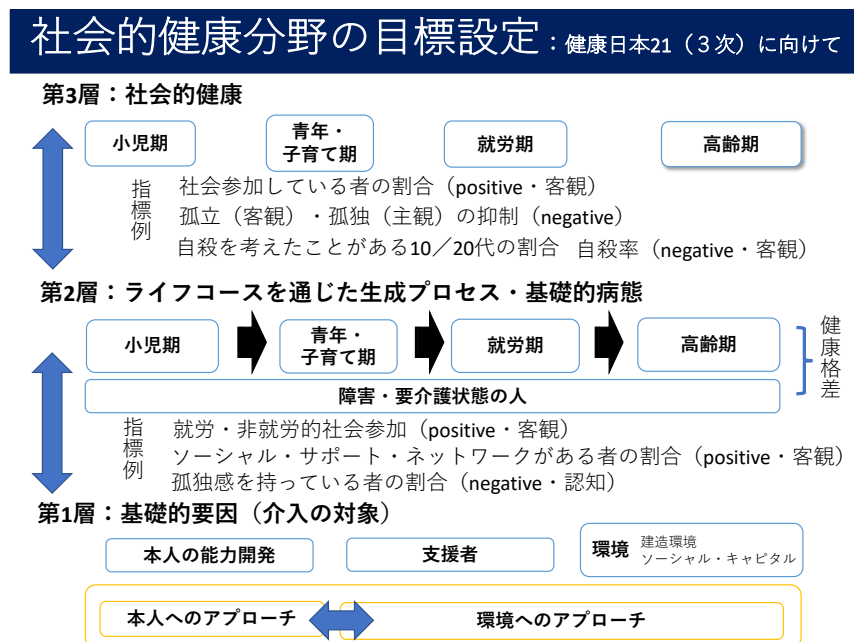 社会的健康分野の目標設定:健康日本21(3次)に向けて
第3層:社会的健康
小児期
青年・
子育て期
就労期
高齢期
指標例
社会参加している者の割合(positive・客観)
孤立(客観)・孤独(主観)の抑制(negative)
自殺を考えたことがある10/20代の割合 自殺率(negative・客観)
第2層:ライフコースを通じた生成プロセス・基礎的病態
小児期
青年・
子育て期
就労期
高齢期
健康格差
障害・要介護状態の人
指標例
就労・非就労的社会参加(positive・客観)
ソーシャル・サポート・ネットワークがある者の割合(positive・客観)
孤独感を持っている者の割合(negative・認知)
第1層:基礎的要因(介入の対象)
本人の能力開発
支援者
環境
建造環境
ソーシャル・キャピタル
本人へのアプローチ
環境へのアプローチ